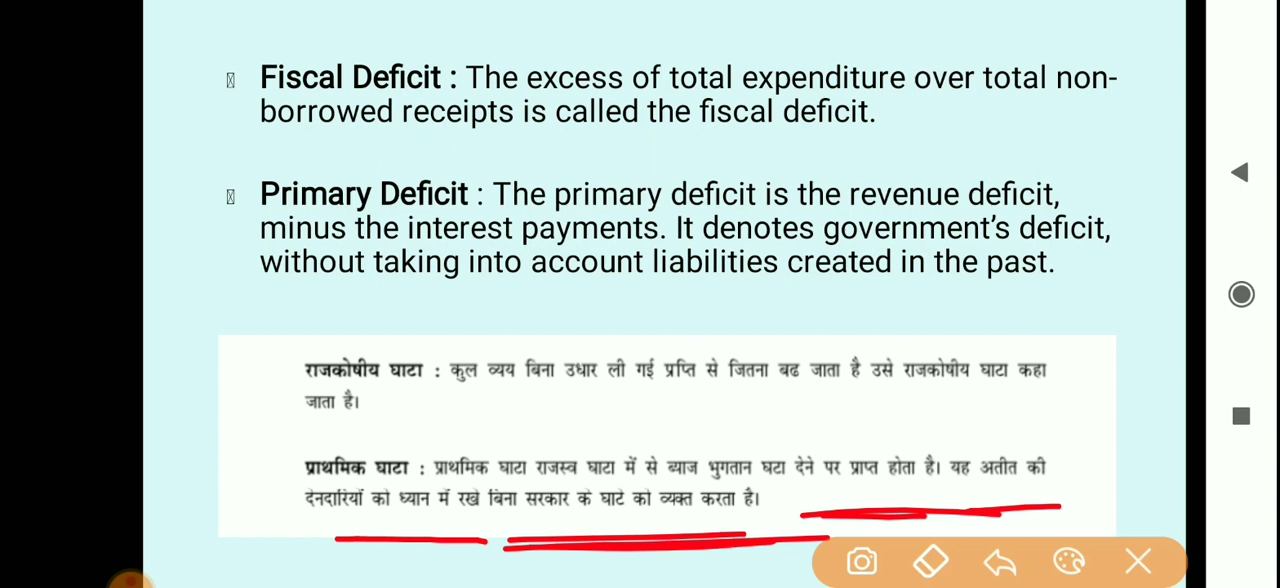 Fiscal Deficit : The excess of total expenditure over total non-
borrowed receipts is called the fiscal deficit.
Primary Deficit : The primary deficit is the revenue deficit,
minus the interest payments. It denotes government’s deficit,
without taking into account liabilities created in the past.
राजकोषीय घाटा : कुल व्यय बिना उधार ली गई प्रप्ति से जितना बढ जाता है उसे राजकोषीय घाटा कहा
जाता है।
प्राथमिक घाटा : प्राथमिक घाटा राजस्व घाटा में से ब्याज भुगतान घटा देने पर प्राप्त होता है। यह अतीत की
देनदारियों को ध्यान में रखे बिना सरकार के घाटे को व्यक्त करता है।